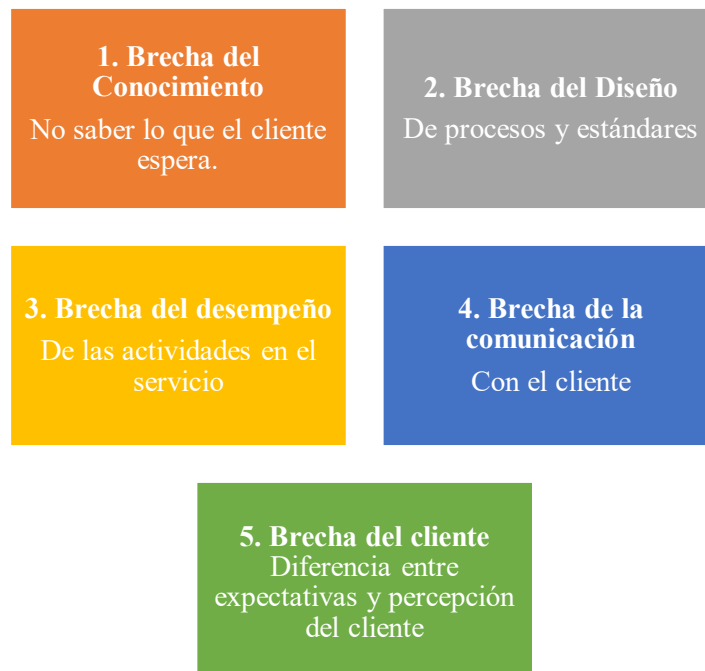 1. Brecha del
Conocimiento
No saber lo que el cliente
espera.
2. Brecha del Diseño
De procesos y estándares
3. Brecha del desempeño
De las actividades en el
servicio
4. Brecha de la
comunicación
Con el cliente
5. Brecha del cliente
Diferencia entre
expectativas y percepción
del cliente